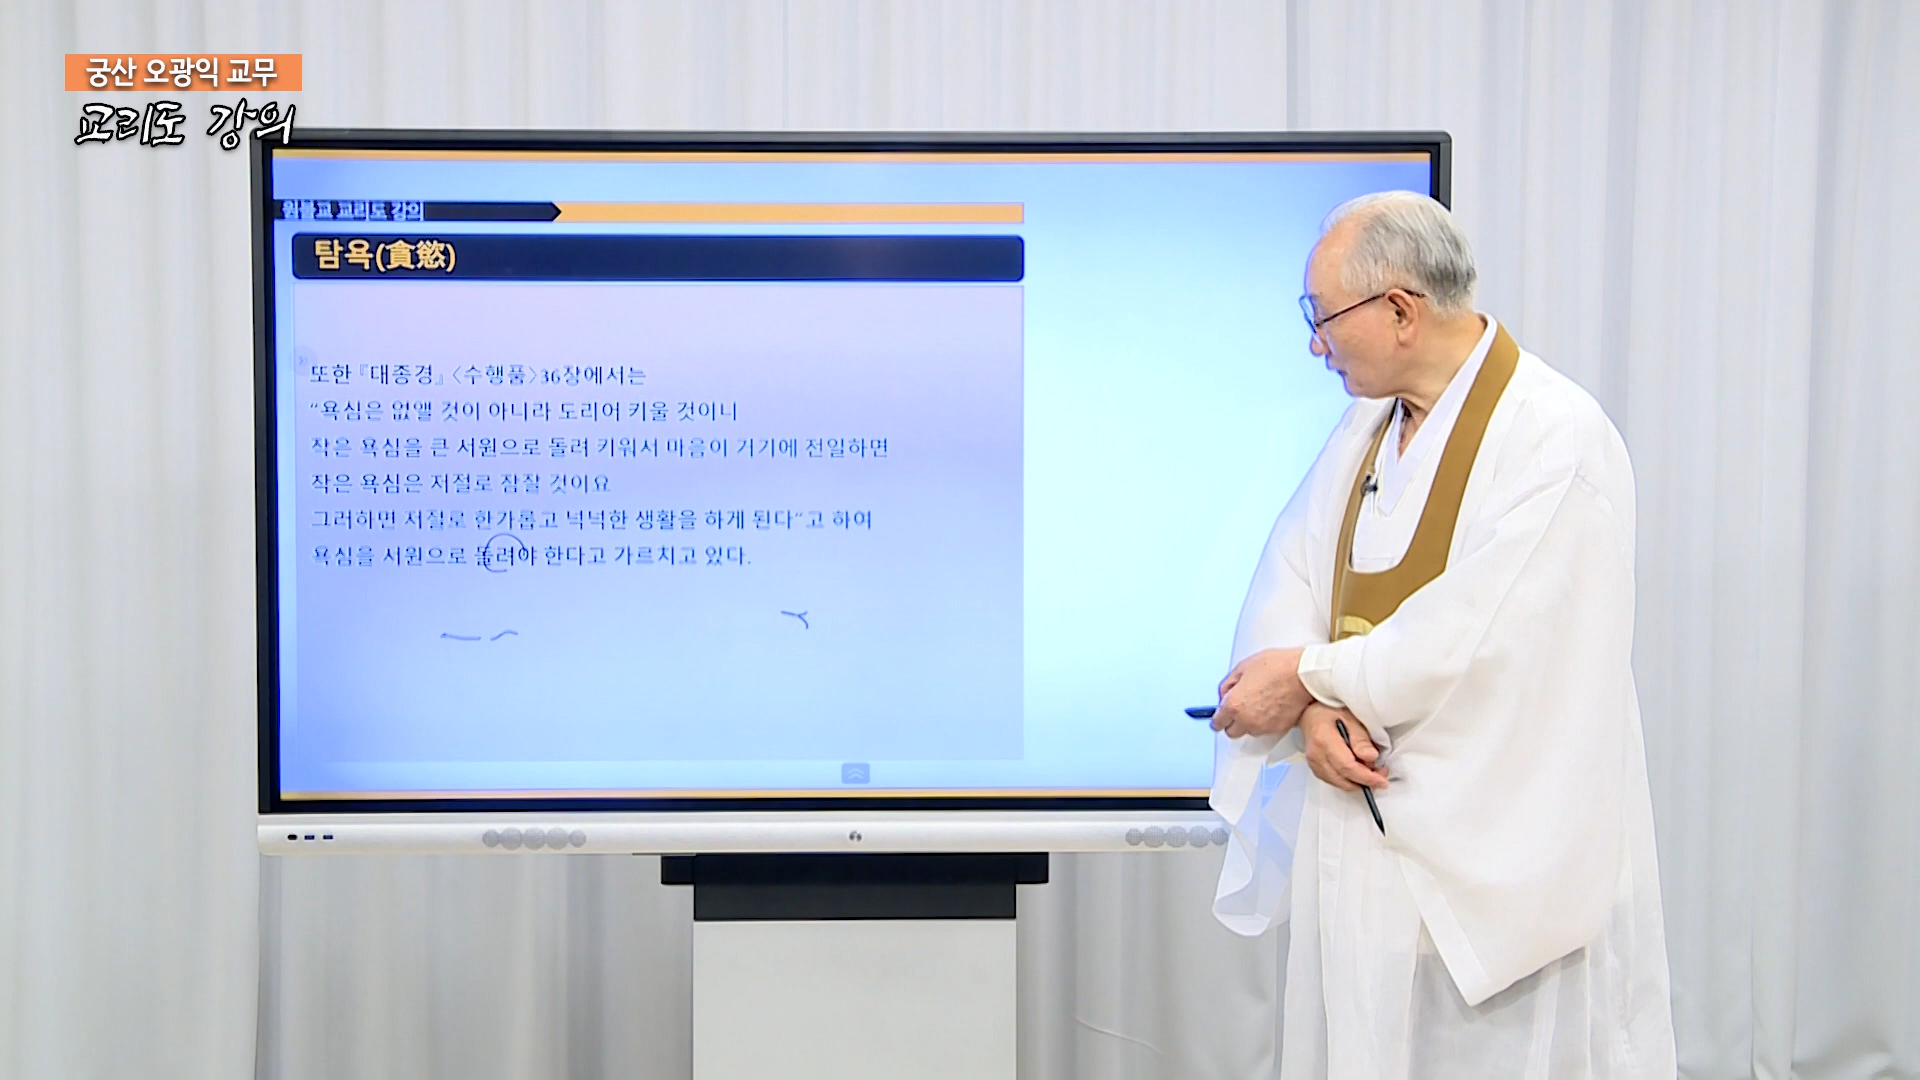 궁산 오광익 교무
교리도 강의
원불교 교리도 강의
탐욕(貪慾)
또한 『대종경』 〈수행품〉36장에서는
“욕심은 없앨 것이 아니라 도리어 키울 것이니
작은 욕심을 큰 서원으로 돌려 키워서 마음이 거기에 전일하면
작은 욕심은 저절로 잠잘 것이요
그러하면 저절로 한가롭고 넉넉한 생활을 하게 된다“고 하여
욕심을 서원으로 돌려야 한다고 가르치고 있다.